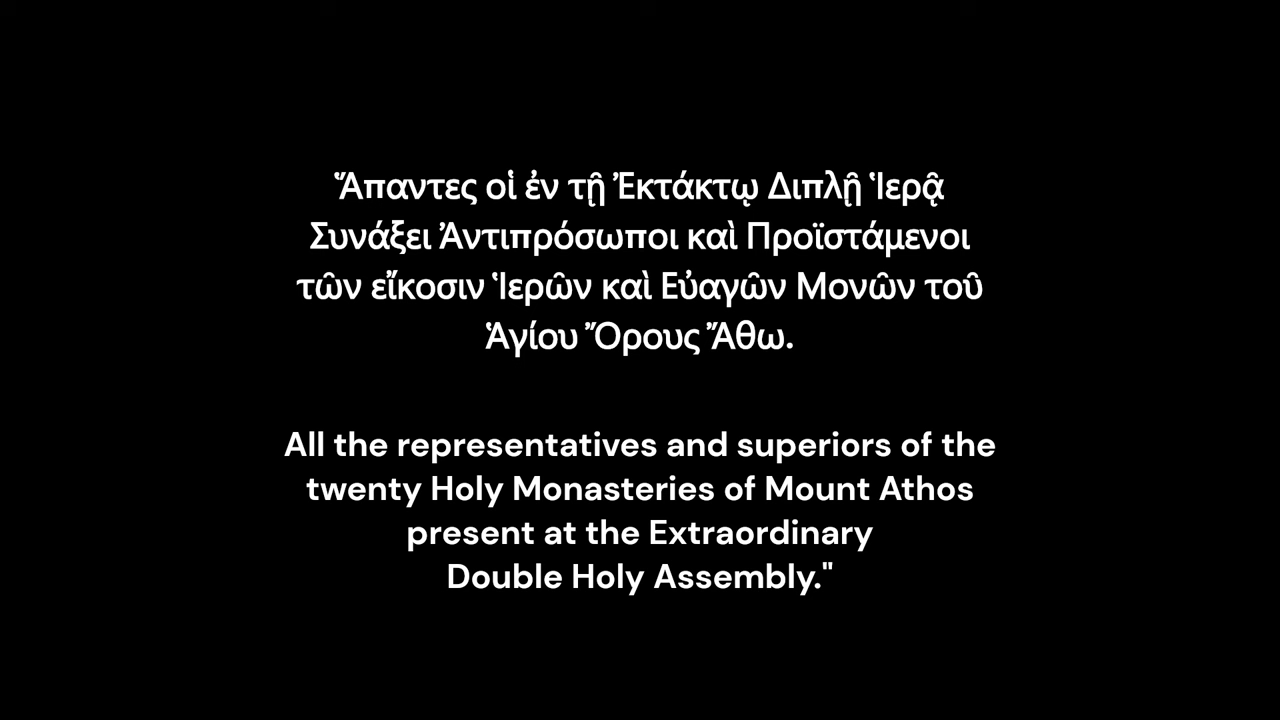 Ἅπαντες οἱ ἐν τῇ Ἐκτάκτῳ Διπλῇ Ἱερᾷ
Συνάξει Ἀντιπρόσωποι καὶ Προϊστάμενοι
τῶν εἴκοσιν Ἱερῶν καὶ Εὐαγῶν Μονῶν τοῦ
Ἁγίου Ὄρους Ἄθω.
All the representatives and superiors of the
twenty Holy Monasteries of Mount Athos
present at the Extraordinary
Double Holy Assembly."